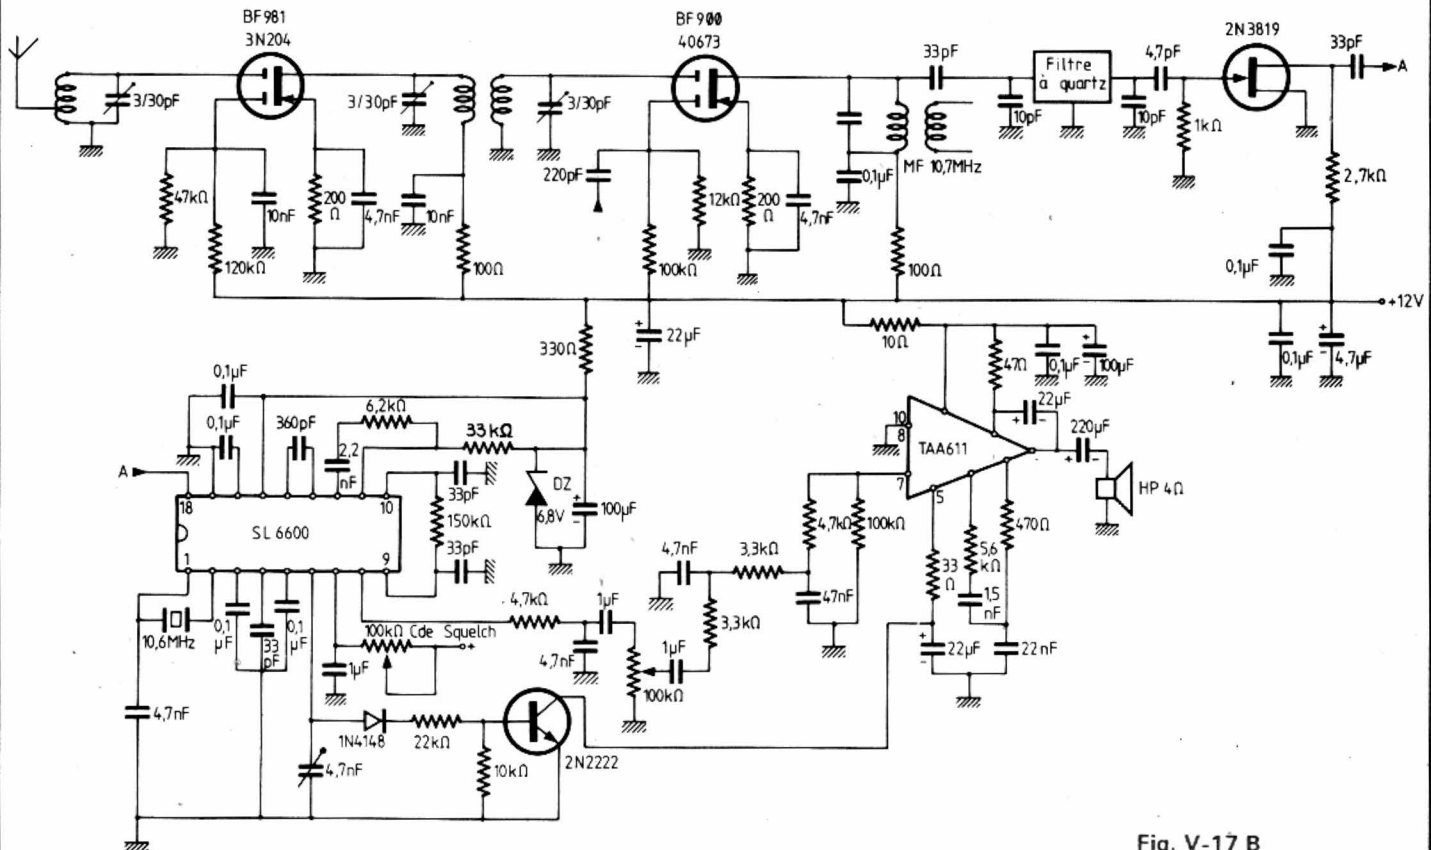 BF981
3N204
BF900
40673
2N3819
33pF
4,7pF
33pF
A
Filtre
à quartz
3/30pF
3/30pF
3/30pF
10pF
10pF
1kΩ
MF 10,7MHz
0,1µF
2,7kΩ
47kΩ
10nF
200
Ω
4,7nF
10nF
220pF
12kΩ
200
Ω
4,7nF
120kΩ
100Ω
100kΩ
100Ω
0,1µF
+12V
330Ω
+
-
22µF
10Ω
47Ω
0,1µF
+
-
100µF
0,1µF
+
-
4,7µF
0,1µF
0,1µF
360pF
6,2kΩ
33kΩ
2,2
nF
A
33pF
150kΩ
33pF
DZ
6,8V
+
-
100µF
18
10
SL 6600
1
9
10
8
7
TAA611
5
22µF
+
-
220µF
+
-
HP 4Ω
4,7kΩ
100kΩ
470Ω
33
Ω
5,6
kΩ
1,5
nF
4,7nF
3,3kΩ
47nF
3,3kΩ
10,6MHz
0,1
µF
33
pF
0,1
µF
4,7kΩ
1µF
100kΩ Cde Squelch
+
1µF
4,7nF
1µF
100kΩ
+
-
22µF
22nF
4,7nF
1N4148
22kΩ
2N2222
4,7nF
10kΩ
Fig. V-17 B